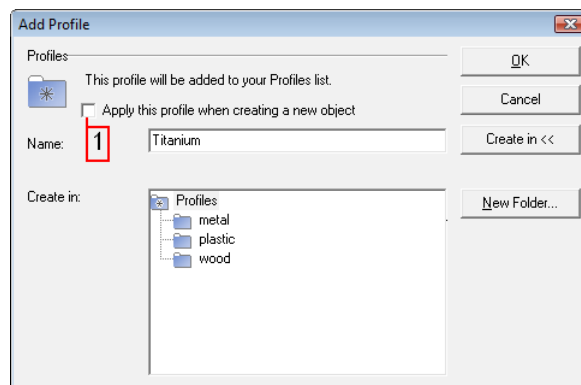 Add Profile
Profiles
This profile will be added to your Profiles list.
Apply this profile when creating a new object
1
Name:
Titanium
Create in:
Profiles
metal
plastic
wood
OK
Cancel
Create in <<
New Folder...